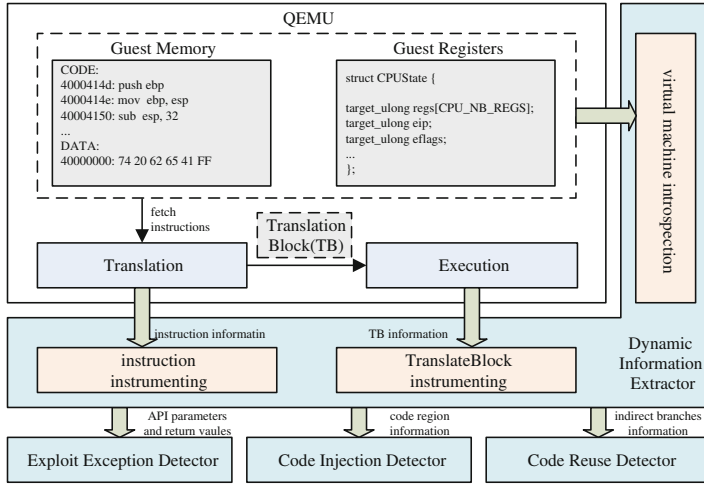 QEMU
Guest Memory
Guest Registers
CODE:
4000414d: push ebp
4000414e: mov  ebp, esp
40004150: sub  esp, 32
...
DATA:
40000000: 74 20 62 65 41 FF
struct CPUState {
target_ulong regs[CPU_NB_REGS];
target_ulong eip;
target_ulong eflags;
...
};
virtual machine introspection
fetch
instructions
Translation
Block(TB)
Translation
Execution
instruction informatin
TB information
instruction
instrumenting
TranslateBlock
instrumenting
Dynamic
Information
Extractor
API parameters
and return vaules
code region
information
indirect branches
information
Exploit Exception Detector
Code Injection Detector
Code Reuse Detector